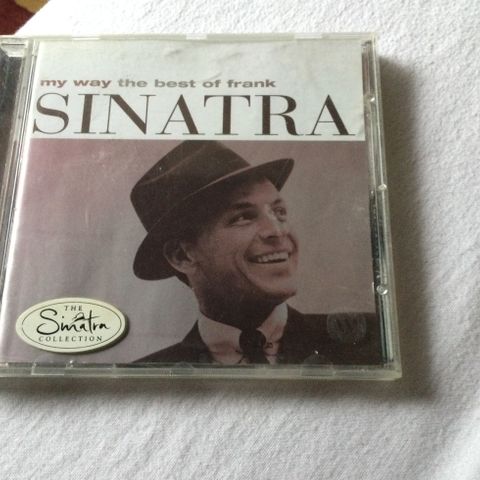 my way the best of frank
SINATRA
THE
Sinatra
COLLECTION